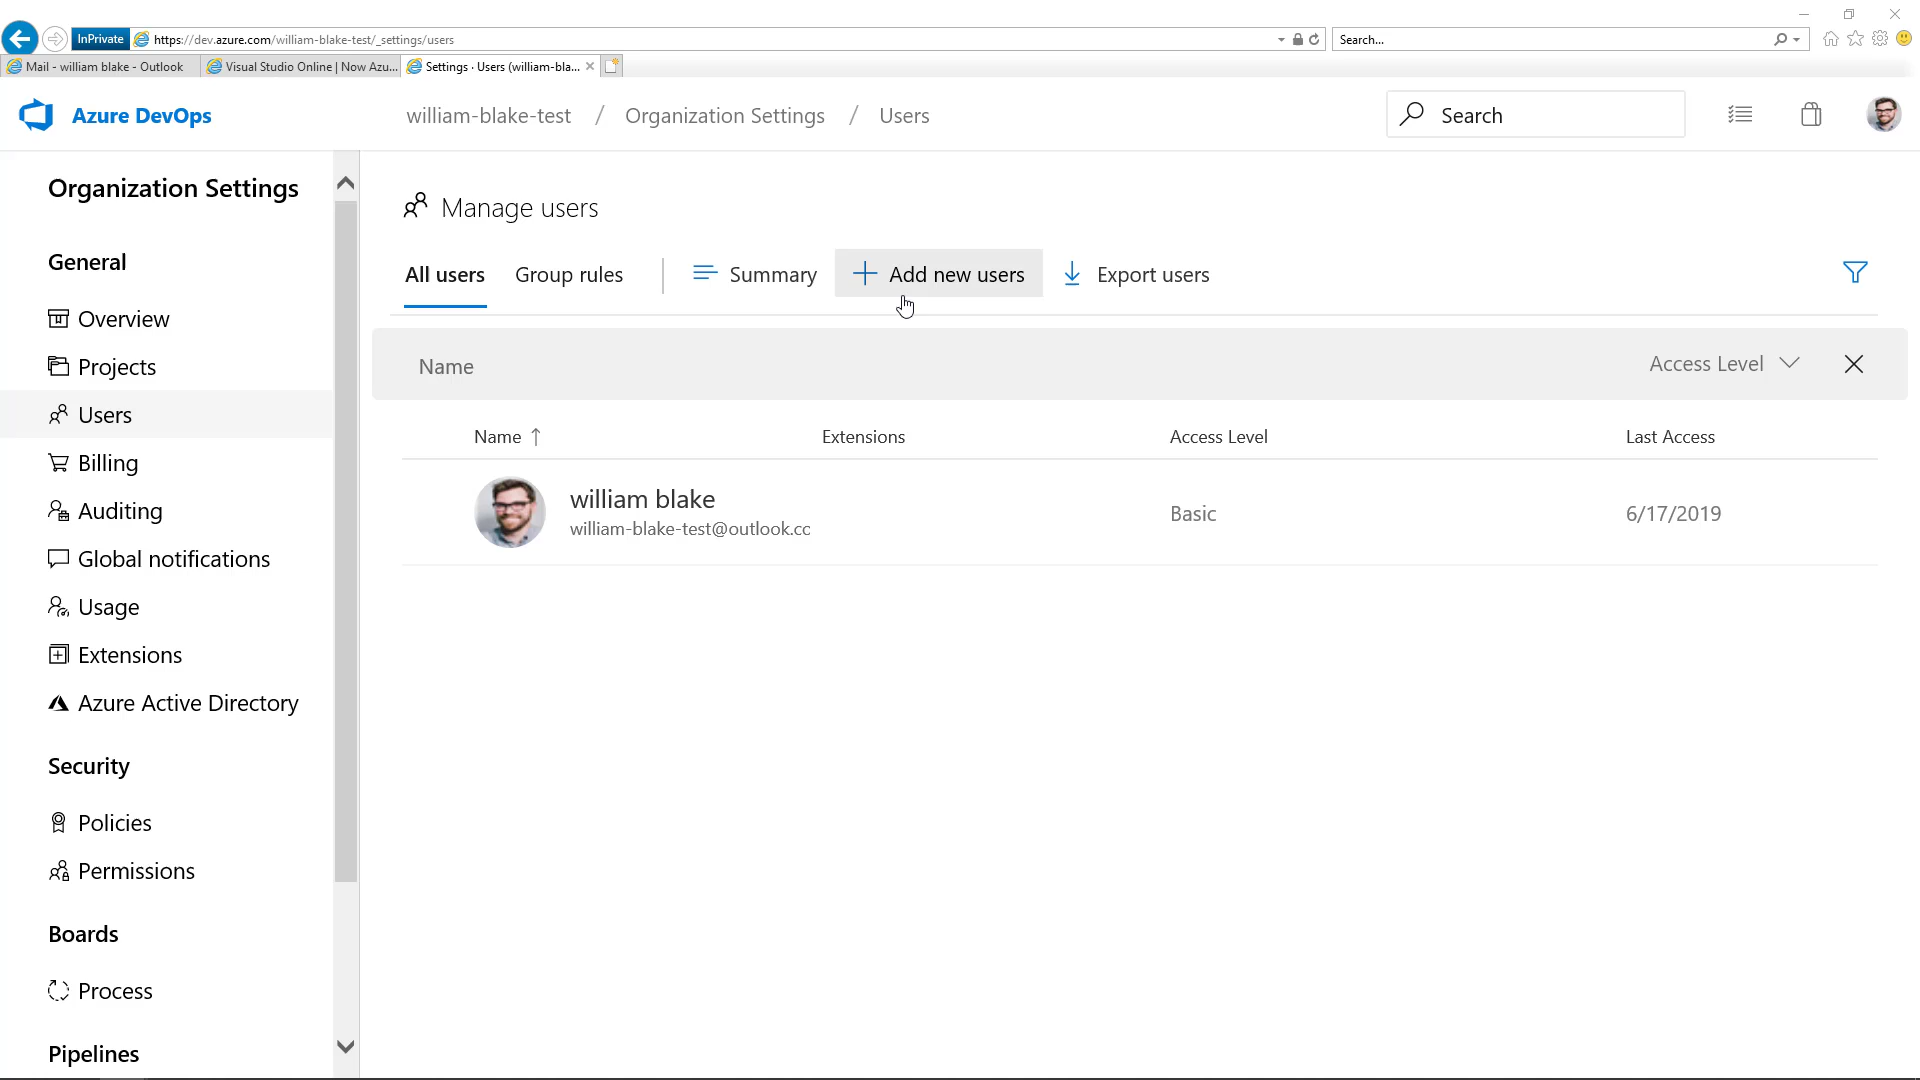 InPrivate https://dev.azure.com/william-blake-test/_settings/users Search...
Mail - william blake - Outlook Visual Studio Online | Now Azu... Settings · Users (william-bla...
Azure DevOps william-blake-test / Organization Settings / Users Search
Organization Settings
General
Overview
Projects
Users
Billing
Auditing
Global notifications
Usage
Extensions
Azure Active Directory
Security
Policies
Permissions
Boards
Process
Pipelines
Manage users
All users Group rules Summary Add new users Export users
Name Access Level
Name Extensions Access Level Last Access
william blake
william-blake-test@outlook.cc
Basic 6/17/2019